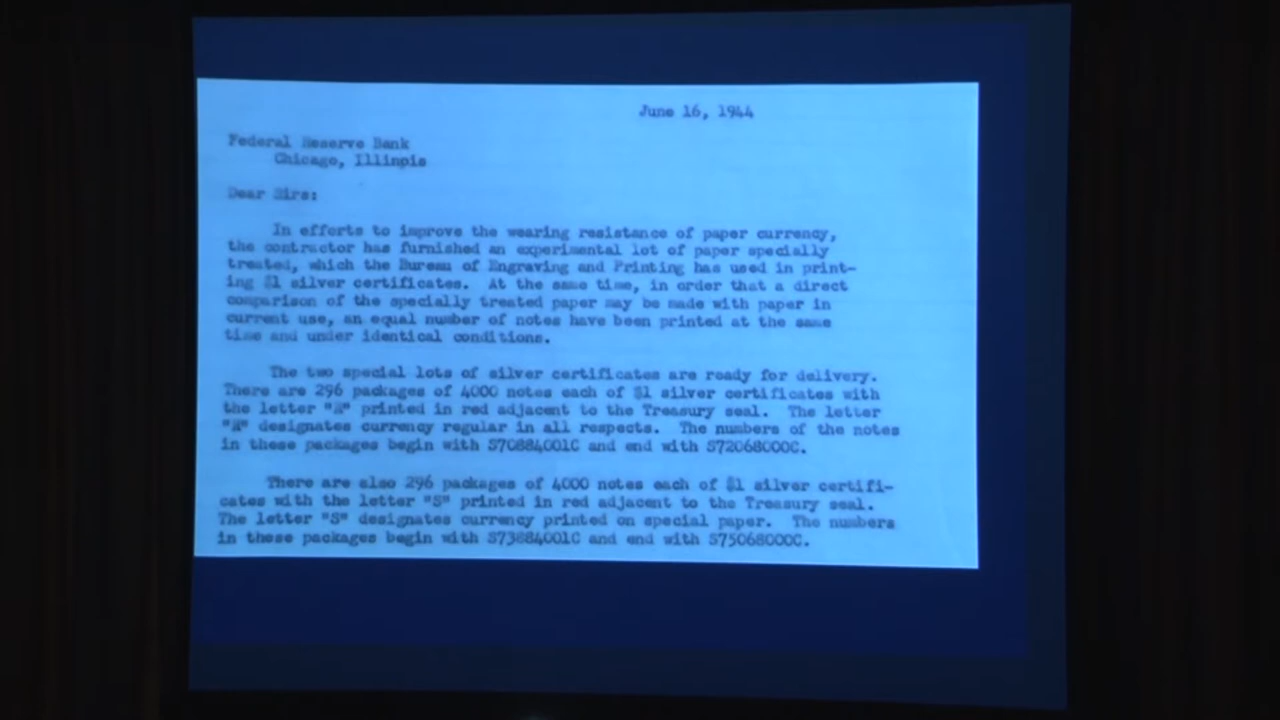 June 16, 1944
Federal Reserve Bank
Chicago, Illinois
Dear Sirs:
In efforts to improve the wearing resistance of paper currency,
the contractor has furnished an experimental lot of paper specially
treated, which the Bureau of Engraving and Printing has used in print-
ing $1 silver certificates. At the same time, in order that a direct
comparison of the specially treated paper may be made with paper in
current use, an equal number of notes have been printed at the same
time and under identical conditions.
The two special lots of silver certificates are ready for delivery.
There are 296 packages of 4000 notes each of $1 silver certificates with
the letter "R" printed in red adjacent to the Treasury seal. The letter
"R" designates currency regular in all respects. The numbers of the notes
in these packages begin with S70884001C and end with S72068000C.
There are also 296 packages of 4000 notes each of $1 silver certifi-
cates with the letter "S" printed in red adjacent to the Treasury seal.
The letter "S" designates currency printed on special paper. The numbers
in these packages begin with S73884001C and end with S75068000C.